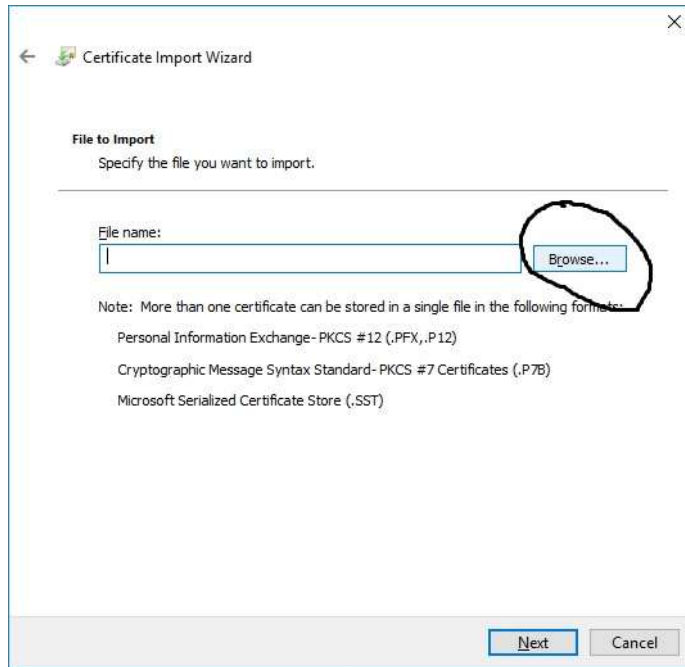 Certificate Import Wizard
File to Import
Specify the file you want to import.
File name:
Browse...
Note: More than one certificate can be stored in a single file in the following formats:
Personal Information Exchange- PKCS #12 (.PFX,.P12)
Cryptographic Message Syntax Standard- PKCS #7 Certificates (.P7B)
Microsoft Serialized Certificate Store (.SST)
Next Cancel